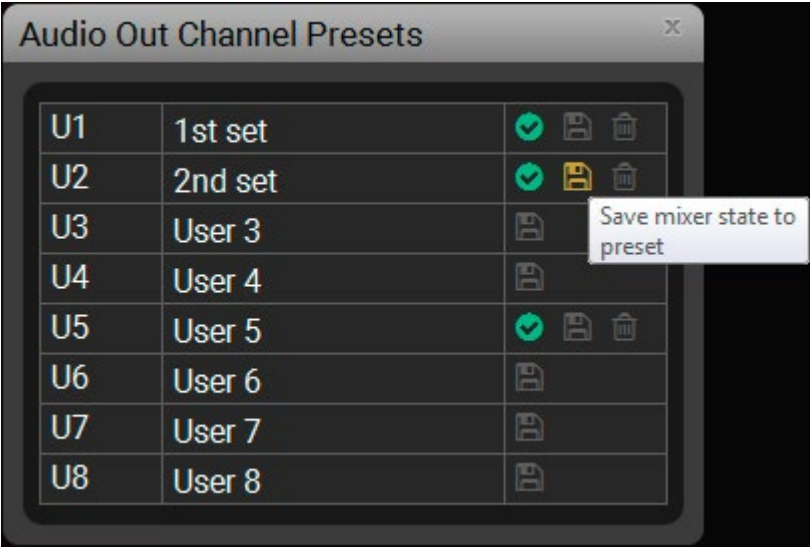 Audio Out Channel Presets x
U1 1st set
U2 2nd set
Save mixer state to
preset
U3 User 3
U4 User 4
U5 User 5
U6 User 6
U7 User 7
U8 User 8